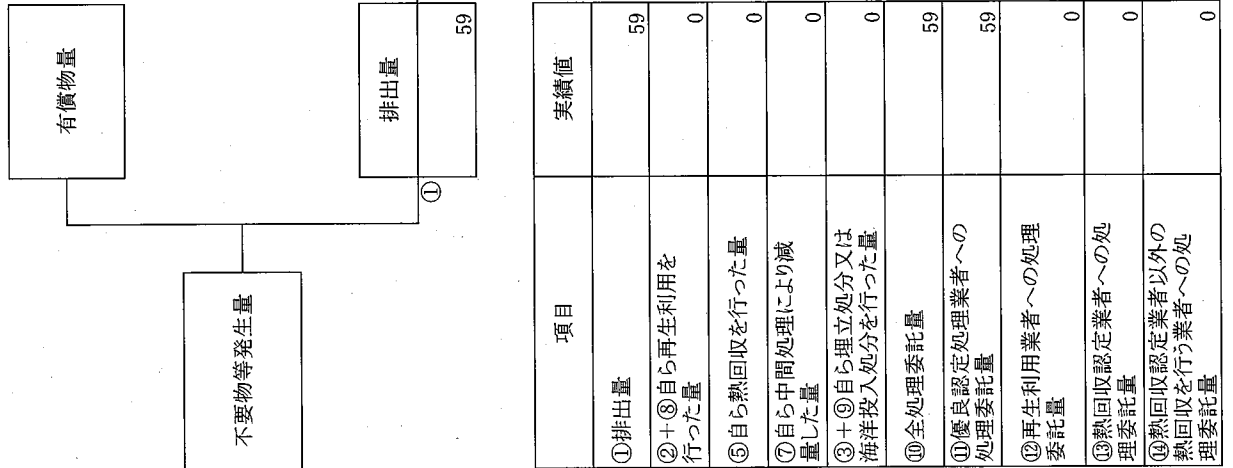 不要物等発生量
有償物量
排出量
①
59
項目
実績値
①排出量
59
②+⑧自ら再生利用を
行った量
0
⑤自ら熱回収を行った量
0
⑦自ら中間処理により減
量した量
0
③+⑨自ら埋立処分又は
海洋投入処分を行った量
0
⑩全処理委託量
59
⑪優良認定処理業者への
処理委託量
59
⑫再生利用業者への処理
委託量
0
⑬熱回収認定業者への処
理委託量
0
⑭熱回収認定業者以外の
熱回収を行う業者への処
理委託量
0